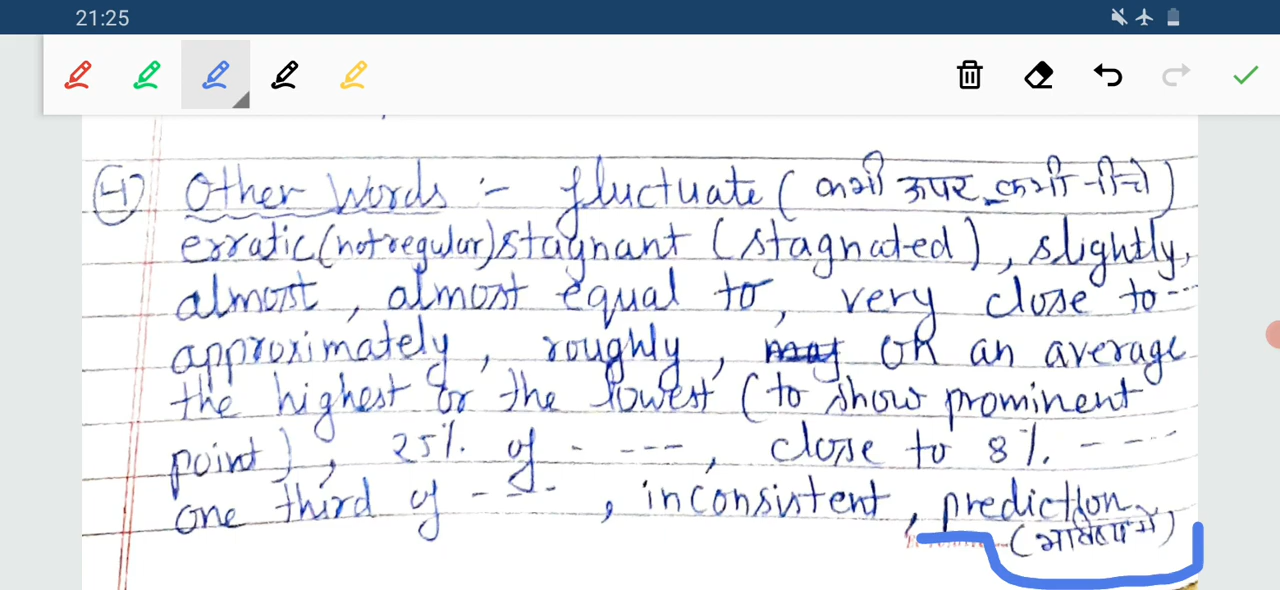 21:25
④ Other Words :- fluctuate (कभी ऊपर कभी नीचे)
erratic (not regular) stagnant (stagnated), slightly,
almost, almost equal to, very close to ---
approximately, roughly, on an average
the highest or the lowest (to show prominent
point), 25% of - ---, close to 8%. - ---
one third of ----, inconsistent, prediction,